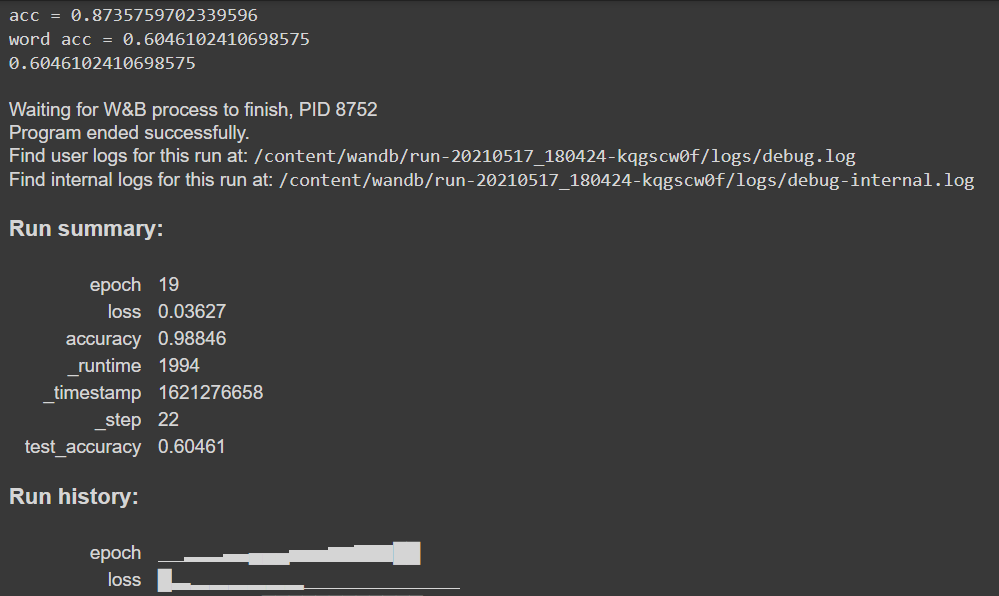 acc = 0.8735759702339596
word acc = 0.6046102410698575
0.6046102410698575
Waiting for W&B process to finish, PID 8752
Program ended successfully.
Find user logs for this run at: /content/wandb/run-20210517_180424-kqgscw0f/logs/debug.log
Find internal logs for this run at: /content/wandb/run-20210517_180424-kqgscw0f/logs/debug-internal.log
Run summary:
epoch 19
loss 0.03627
accuracy 0.98846
_runtime 1994
_timestamp 1621276658
_step 22
test_accuracy 0.60461
Run history:
epoch
loss